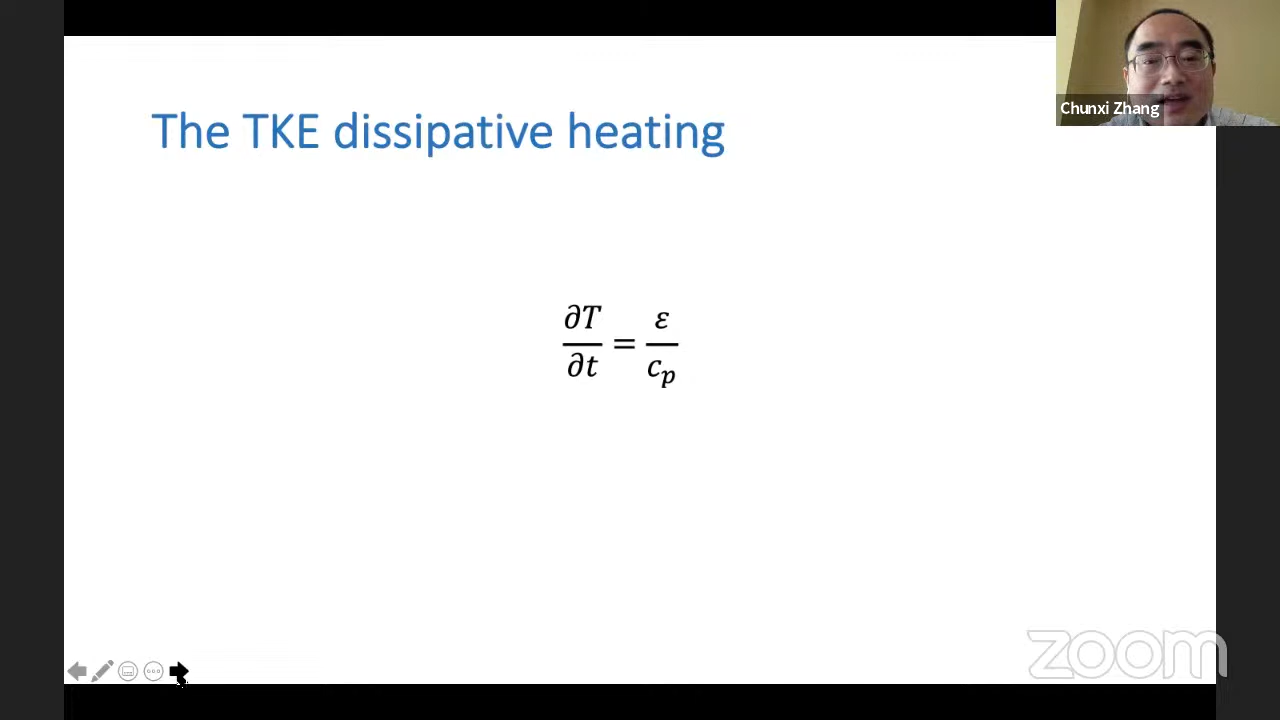 Chunxi Zhang
The TKE dissipative heating
∂T/∂t = ε/c_p
zoom